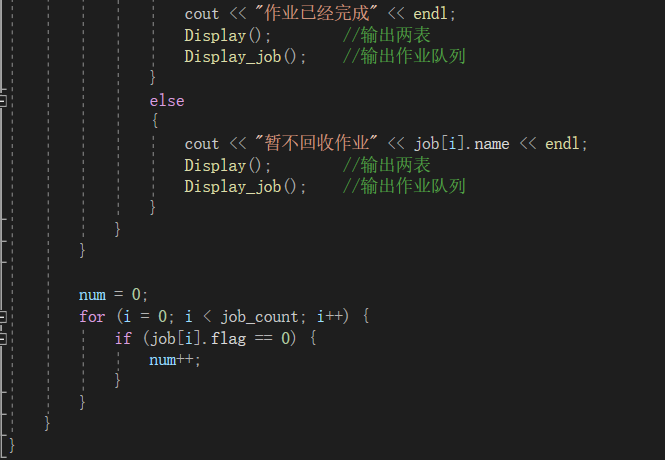 cout << "作业已经完成" << endl;
Display(); //输出两表
Display_job(); //输出作业队列
}
else
{
cout << "暂不回收作业" << job[i].name << endl;
Display(); //输出两表
Display_job(); //输出作业队列
}
}
}
num = 0;
for (i = 0; i < job_count; i++) {
if (job[i].flag == 0) {
num++;
}
}
}
}